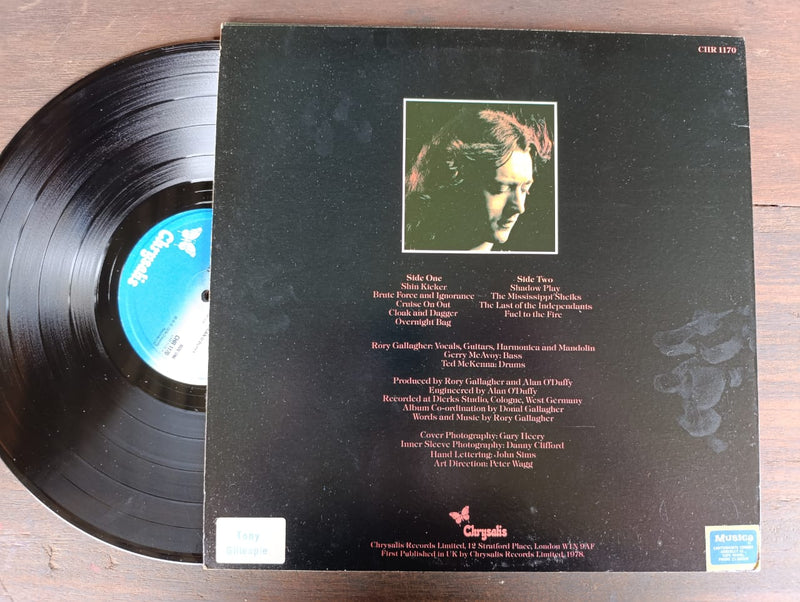 CHR 1170
Side One
Shin Kicker
Brute Force and Ignorance
Cruise On Out
Cloak and Dagger
Overnight Bag
Side Two
Shadow Play
The Mississippi Sheiks
The Last of the Independants
Fuel to the Fire
Rory Gallagher: Vocals, Guitars, Harmonica and Mandolin
Gerry McAvoy: Bass
Ted McKenna: Drums
Produced by Rory Gallagher and Alan O'Duffy
Engineered by Alan O'Duffy
Recorded at Dierks Studio, Cologne, West Germany
Album Co-ordination by Donal Gallagher
Words and Music by Rory Gallagher
Cover Photography: Gary Heery
Inner Sleeve Photography: Danny Clifford
Hand Lettering: John Sims
Art Direction: Peter Wagg
Chrysalis
Chrysalis Records Limited, 12 Stratford Place, London W1N 9AF
First Published in UK by Chrysalis Records Limited, 1978.
Tony
Gillespie
Musica
Chrysalis